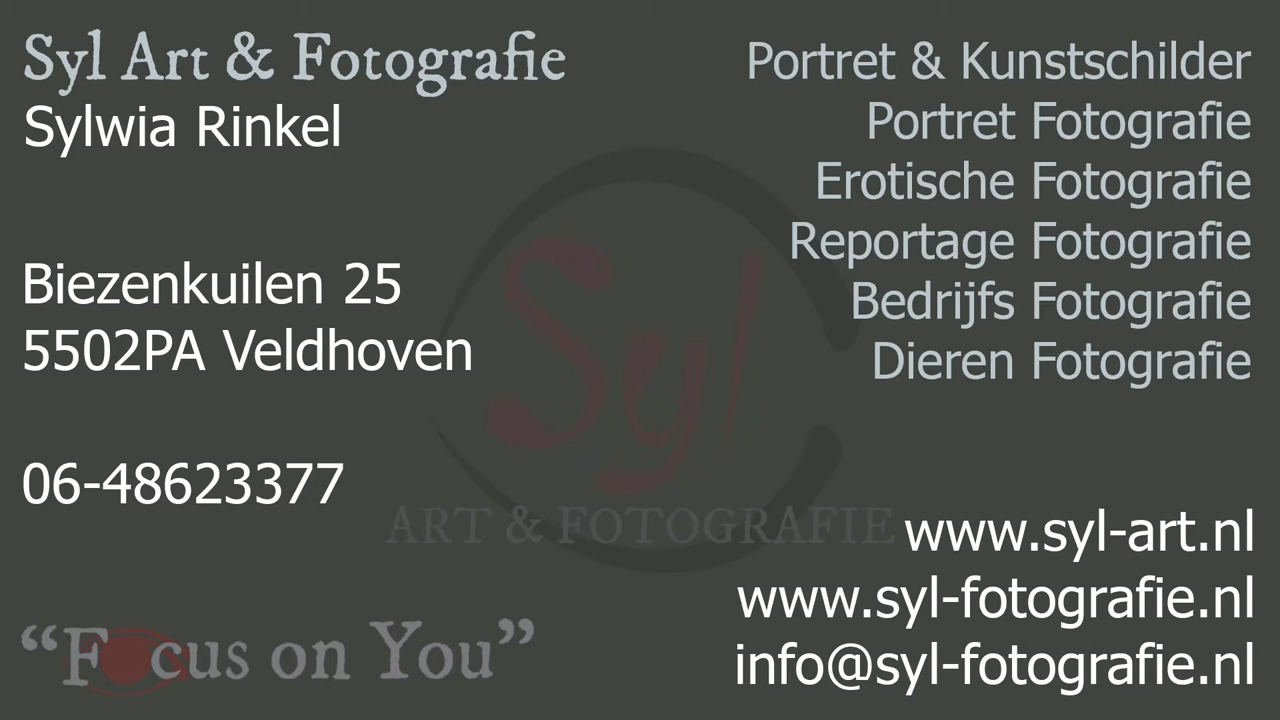 Syl Art & Fotografie
Sylwia Rinkel
Biezenkuilen 25
5502PA Veldhoven
06-48623377
"Focus on You"
Portret & Kunstschilder
Portret Fotografie
Erotische Fotografie
Reportage Fotografie
Bedrijfs Fotografie
Dieren Fotografie
www.syl-art.nl
www.syl-fotografie.nl
info@syl-fotografie.nl
Syl
ART & FOTOGRAFIE